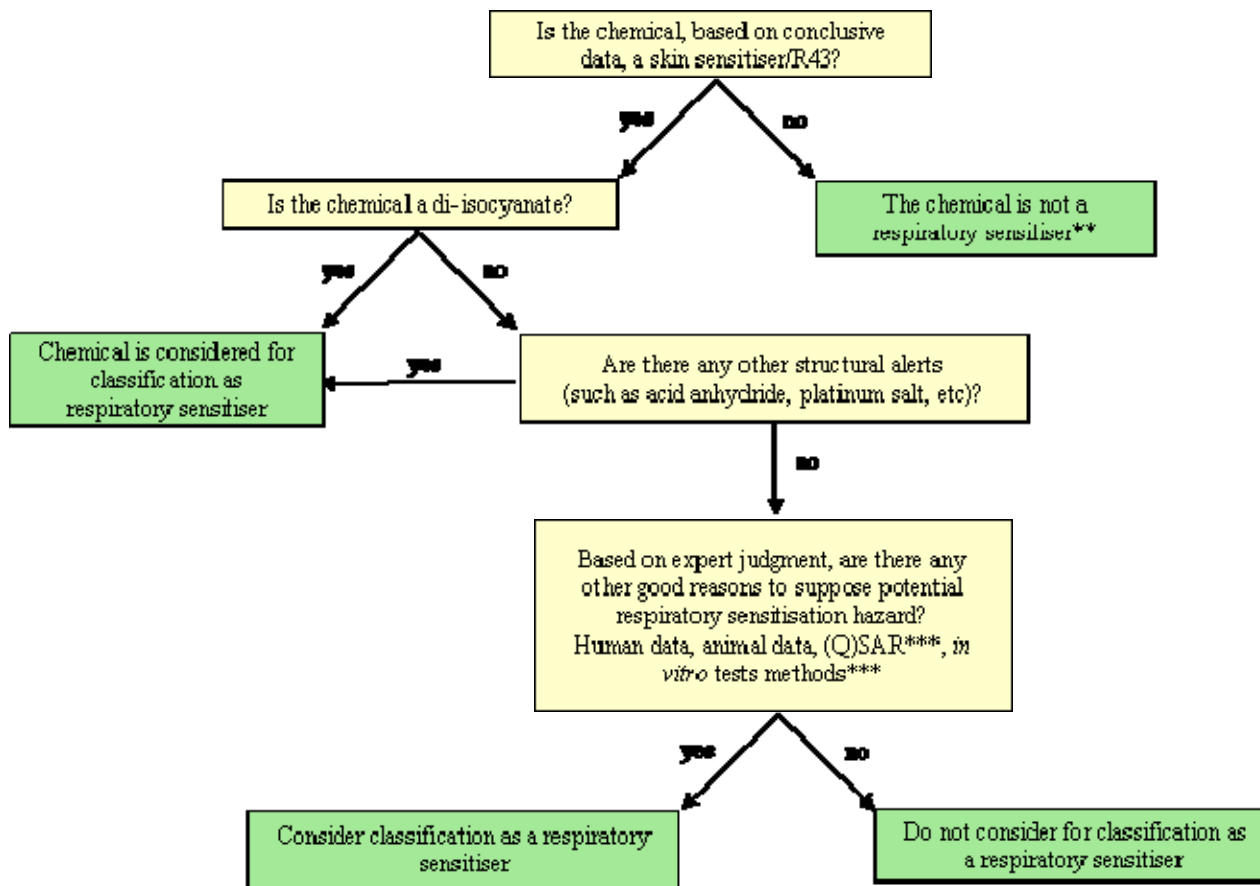 Is the chemical, based on conclusive
data, a skin sensitiser/R43?
yes
no
Is the chemical a di-isocyanate?
The chemical is not a
respiratory sensitiser**
yes
no
Chemical is considered for
classification as
respiratory sensitiser
yes
Are there any other structural alerts
(such as acid anhydride, platinum salt, etc)?
no
Based on expert judgment, are there any
other good reasons to suppose potential
respiratory sensitisation hazard?
Human data, animal data, (Q)SAR***, in
vitro tests methods***
yes
no
Consider classification as a respiratory
sensitiser
Do not consider for classification as
a respiratory sensitiser